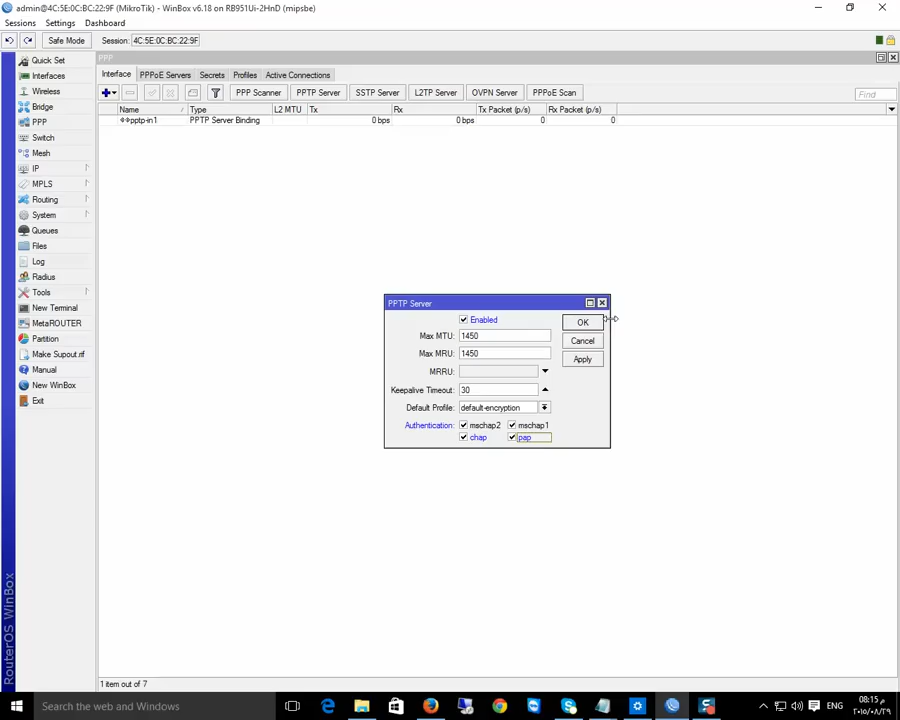 admin@4C:5E:0C:BC:22:9F (MikroTik) - WinBox v6.18 on RB951Ui-2HnD (mipsbe)
Sessions Settings Dashboard
Safe Mode Session: 4C:5E:0C:BC:22:9F
Quick Set
Interfaces
Wireless
Bridge
PPP
Switch
Mesh
IP
MPLS
Routing
System
Queues
Files
Log
Radius
Tools
New Terminal
MetaROUTER
Partition
Make Supout.rif
Manual
New WinBox
Exit
RouterOS WinBox
PPP
Interface PPPoE Servers Secrets Profiles Active Connections
PPP Scanner PPTP Server SSTP Server L2TP Server OVPN Server PPPoE Scan Find
Name Type L2 MTU Tx Rx Tx Packet (p/s) Rx Packet (p/s)
pptp-in1 PPTP Server Binding 0 bps 0 bps 0 0
PPTP Server
Enabled
Max MTU: 1450
Max MRU: 1450
MRRU:
Keepalive Timeout: 30
Default Profile: default-encryption
Authentication: mschap2 mschap1
chap pap
OK
Cancel
Apply
1 item out of 7
Search the web and Windows
ENG
08:15 م
٢٠١٥/٠٨/٢٩